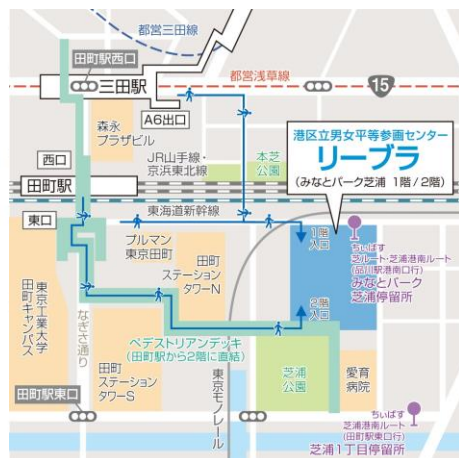 都営三田線
田町駅西口
三田駅
都営浅草線
15
A6出口
森永
プラザビル
港区立男女平等参画センター
リーブラ
(みなとパーク芝浦 1階/2階)
西口
JR山手線・
京浜東北線
本芝
公園
田町駅
東海道新幹線
東口
プルマン
東京田町
1階
入口
ちぃばす
芝ルート・芝浦港南ルート
(品川駅港南口行)
みなとパーク
芝浦停留所
田町
ステーション
タワーN
東京工業大学
田町キャンパス
なぎさ通り
2階
入口
ペデストリアンデッキ
(田町駅から2階に直結)
田町
ステーション
タワーS
東京モノレール
芝浦
公園
愛育
病院
田町駅東口
ちぃばす
芝浦港南ルート
(田町駅東口行)
芝浦1丁目停留所